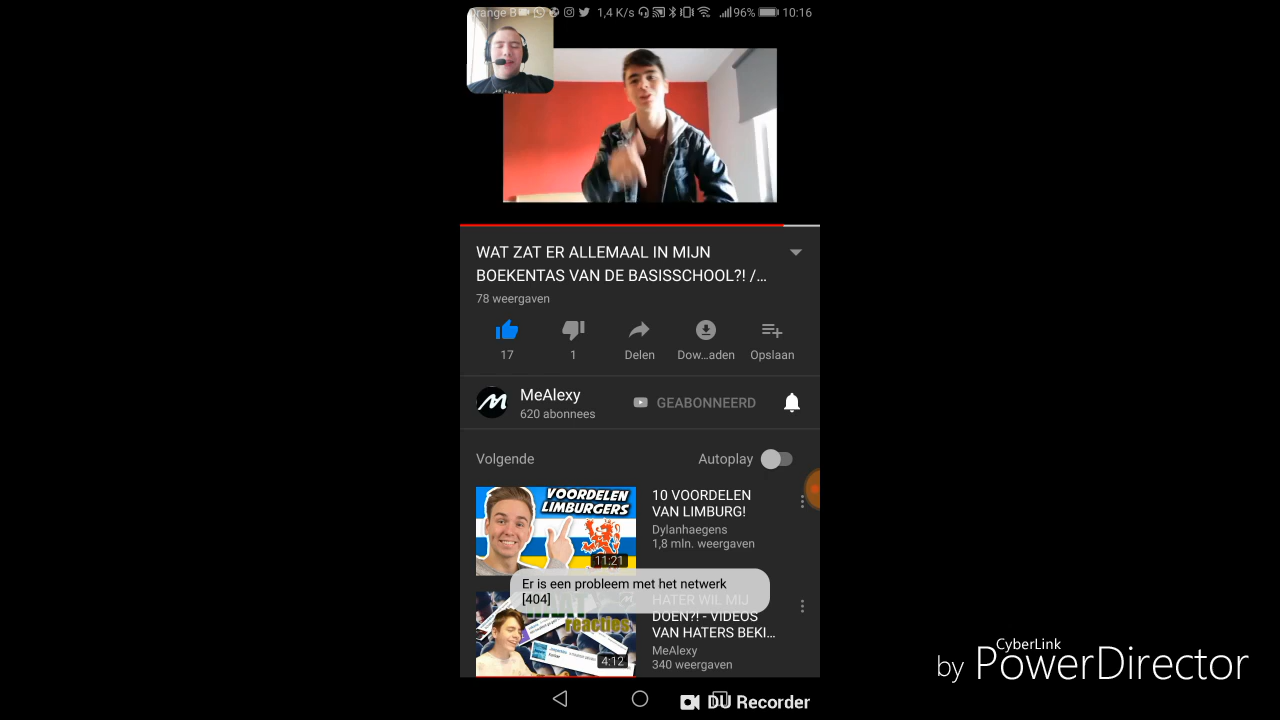 Orange B 1,4 K/s 96% 10:16
WAT ZAT ER ALLEMAAL IN MIJN
BOEKENTAS VAN DE BASISSCHOOL?! /…
78 weergaven
17 1 Delen Dow…aden Opslaan
MeAlexy
620 abonnees
GEABONNEERD
Volgende
Autoplay
VOORDELEN
LIMBURGERS
11:21
10 VOORDELEN
VAN LIMBURG!
Dylanhaegens
1,8 mln. weergaven
Er is een probleem met het netwerk
[404]
reacties
4:12
HATER WIL MIJ
DOEN?! - VIDEOS
VAN HATERS BEKI…
MeAlexy
340 weergaven
DU Recorder
CyberLink
by PowerDirector